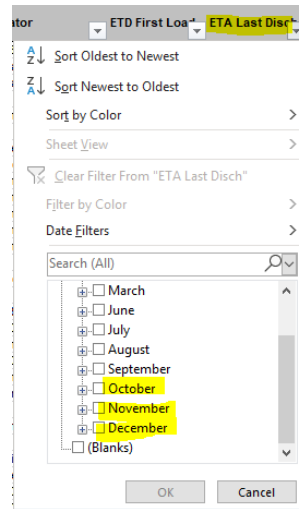 ator ETD First Load ETA Last Disch
Sort Oldest to Newest
Sort Newest to Oldest
Sort by Color
Sheet View
Clear Filter From "ETA Last Disch"
Filter by Color
Date Filters
Search (All)
March
June
July
August
September
October
November
December
(Blanks)
OK Cancel